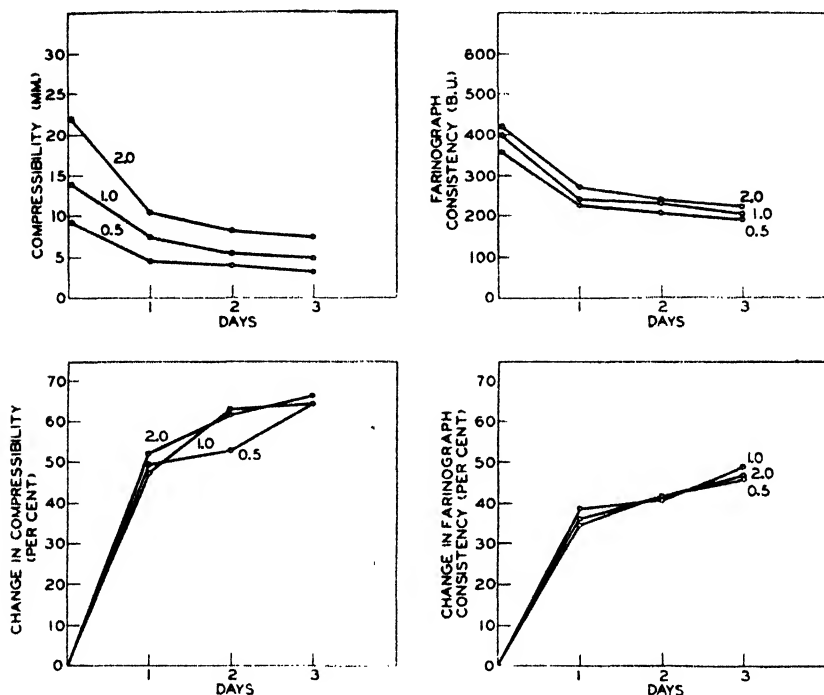 COMPRESSIBILITY (MM.)
30
25
20
15
10
5
0
2.0
1.0
0.5
1 2 3
DAYS
FARINOGRAPH
CONSISTENCY (B.U.)
600
500
400
300
200
100
0
2.0
1.0
0.5
1 2 3
DAYS
CHANGE IN COMPRESSIBILITY
(PER CENT)
70
60
50
40
30
20
10
0
2.0
1.0
0.5
1 2 3
DAYS
CHANGE IN FARINOGRAPH
CONSISTENCY (PER CENT)
70
60
50
40
30
20
10
0
1.0
2.0
0.5
1 2 3
DAYS